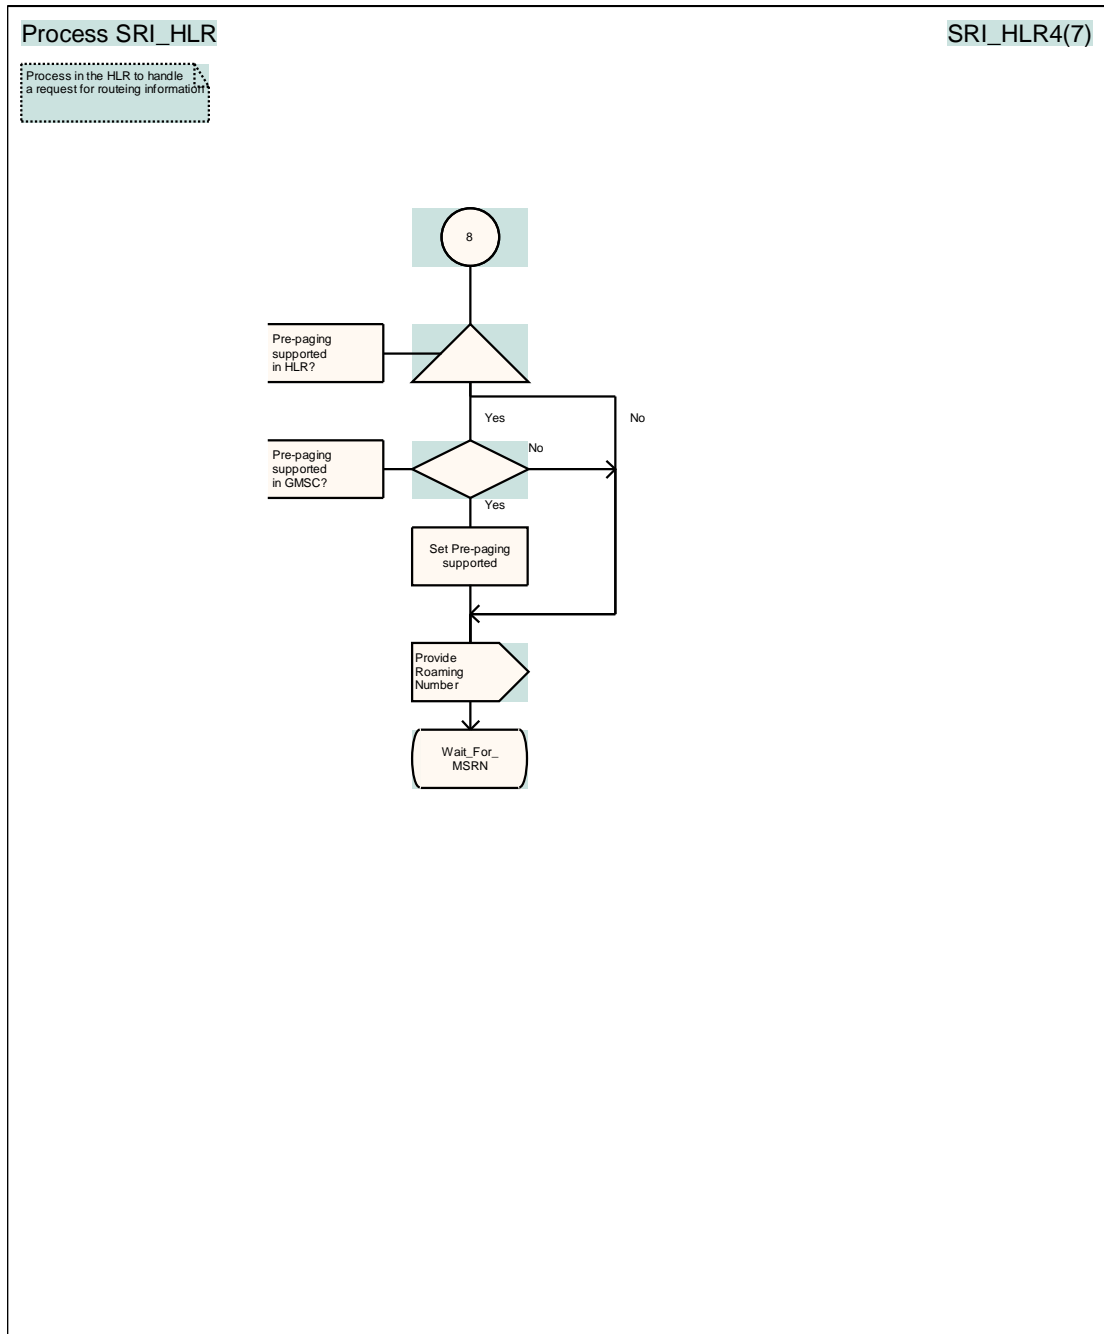 Process SRI_HLR
SRI_HLR4(7)
Process in the HLR to handle
a request for routeing information
8
Pre-paging
supported
in HLR?
Yes
No
Pre-paging
supported
in GMSC?
No
Yes
Set Pre-paging
supported
Provide
Roaming
Number
Wait_For_
MSRN